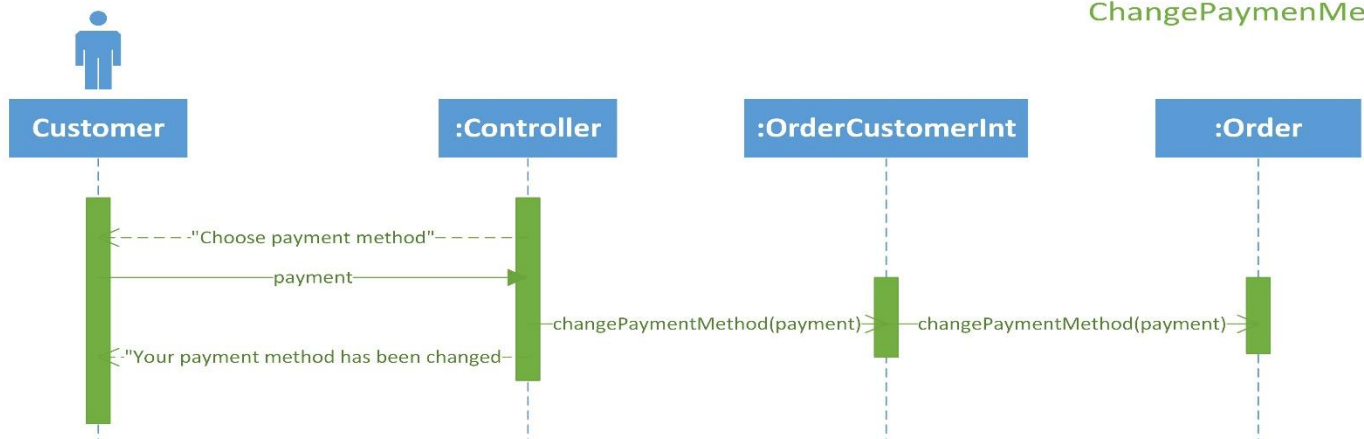 ChangePaymenMe
Customer
:Controller
:OrderCustomerInt
:Order
"Choose payment method"
payment
changePaymentMethod(payment)
changePaymentMethod(payment)
"Your payment method has been changed